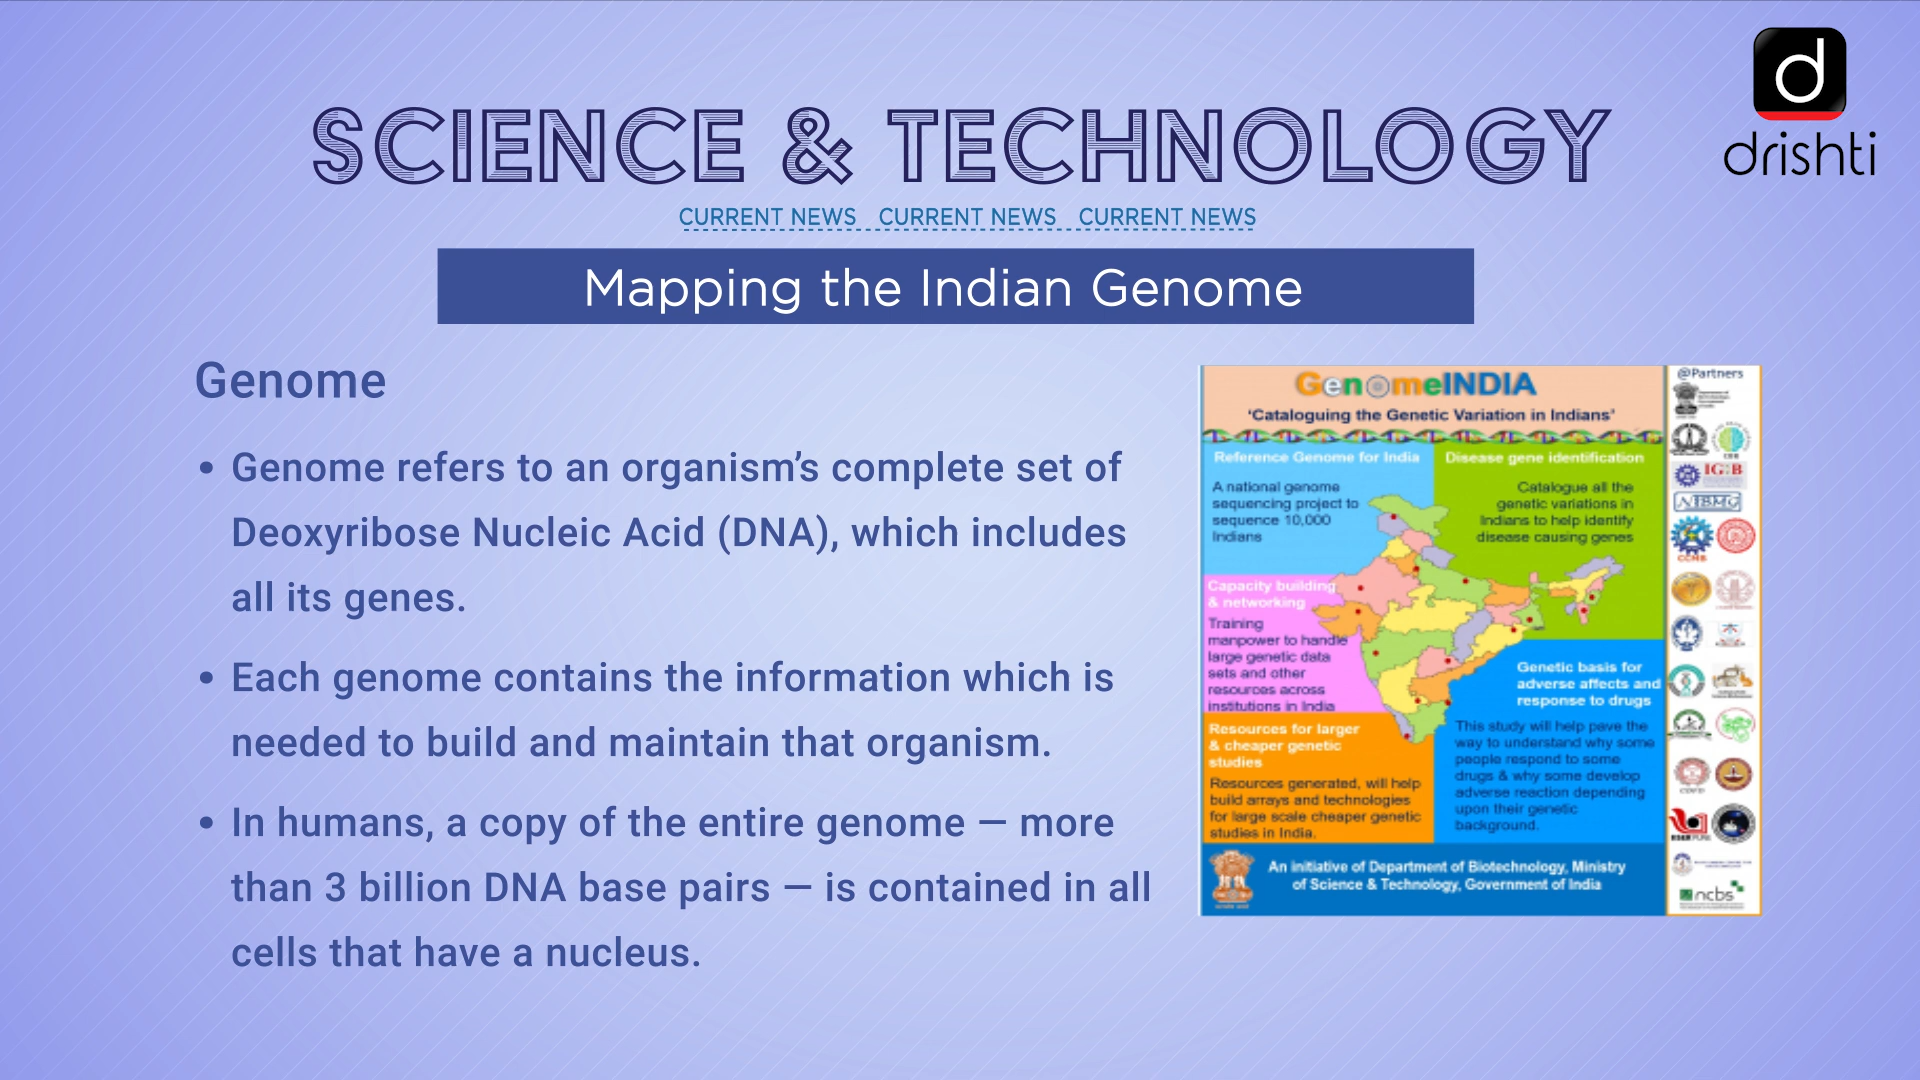 drishti
SCIENCE & TECHNOLOGY
CURRENT NEWS CURRENT NEWS CURRENT NEWS
Mapping the Indian Genome
Genome
• Genome refers to an organism’s complete set of
Deoxyribose Nucleic Acid (DNA), which includes
all its genes.
• Each genome contains the information which is
needed to build and maintain that organism.
• In humans, a copy of the entire genome — more
than 3 billion DNA base pairs — is contained in all
cells that have a nucleus.
GenomeINDIA
‘Cataloguing the Genetic Variation in Indians’
Reference Genome for India
A national genome
sequencing project to
sequence 10,000
Indians
Disease gene identification
Catalogue all the
genetic variations in
Indians to help identify
disease causing genes
Capacity building
& networking
Training
manpower to handle
large genetic data
sets and other
resources across
institutions in India
Genetic basis for
adverse affects and
response to drugs
This study will help pave the
way to understand why some
people respond to some
drugs & why some develop
adverse reaction depending
upon their genetic
background.
Resources for larger
& cheaper genetic
studies
Resources generated, will help
build arrays and technologies
for large scale cheaper genetic
studies in India.
An initiative of Department of Biotechnology, Ministry
of Science & Technology, Government of India
@Partners
IGIB
NIBMG
CCMB
ncbs